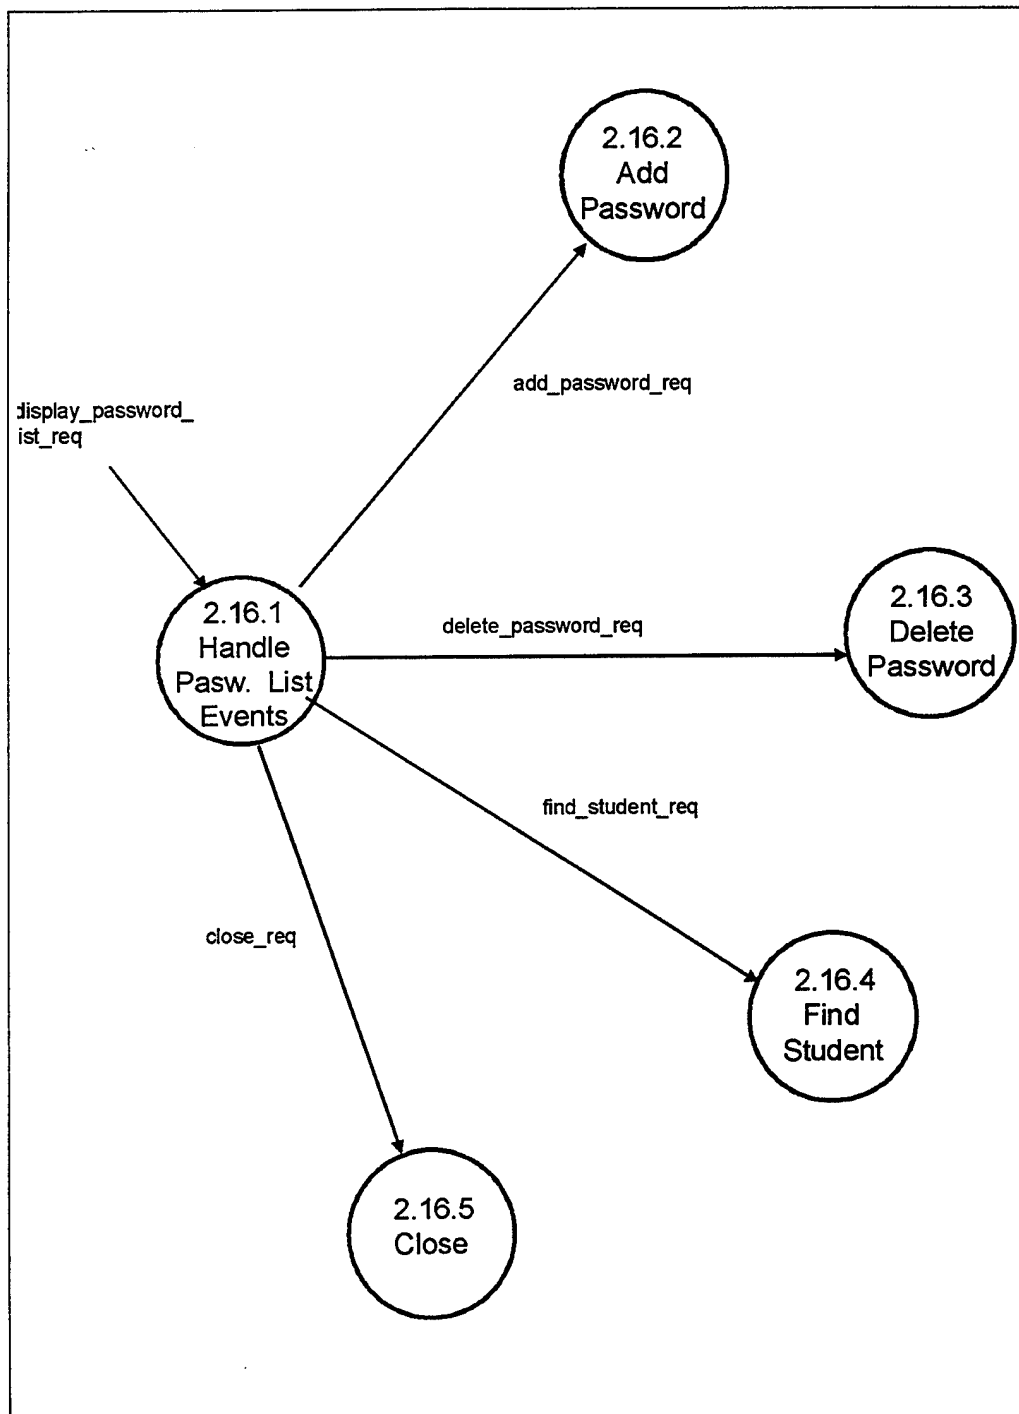 2.16.2
Add
Password
add_password_req
display_password_
ist_req
2.16.1
Handle
Pasw. List
Events
delete_password_req
2.16.3
Delete
Password
find_student_req
close_req
2.16.4
Find
Student
2.16.5
Close